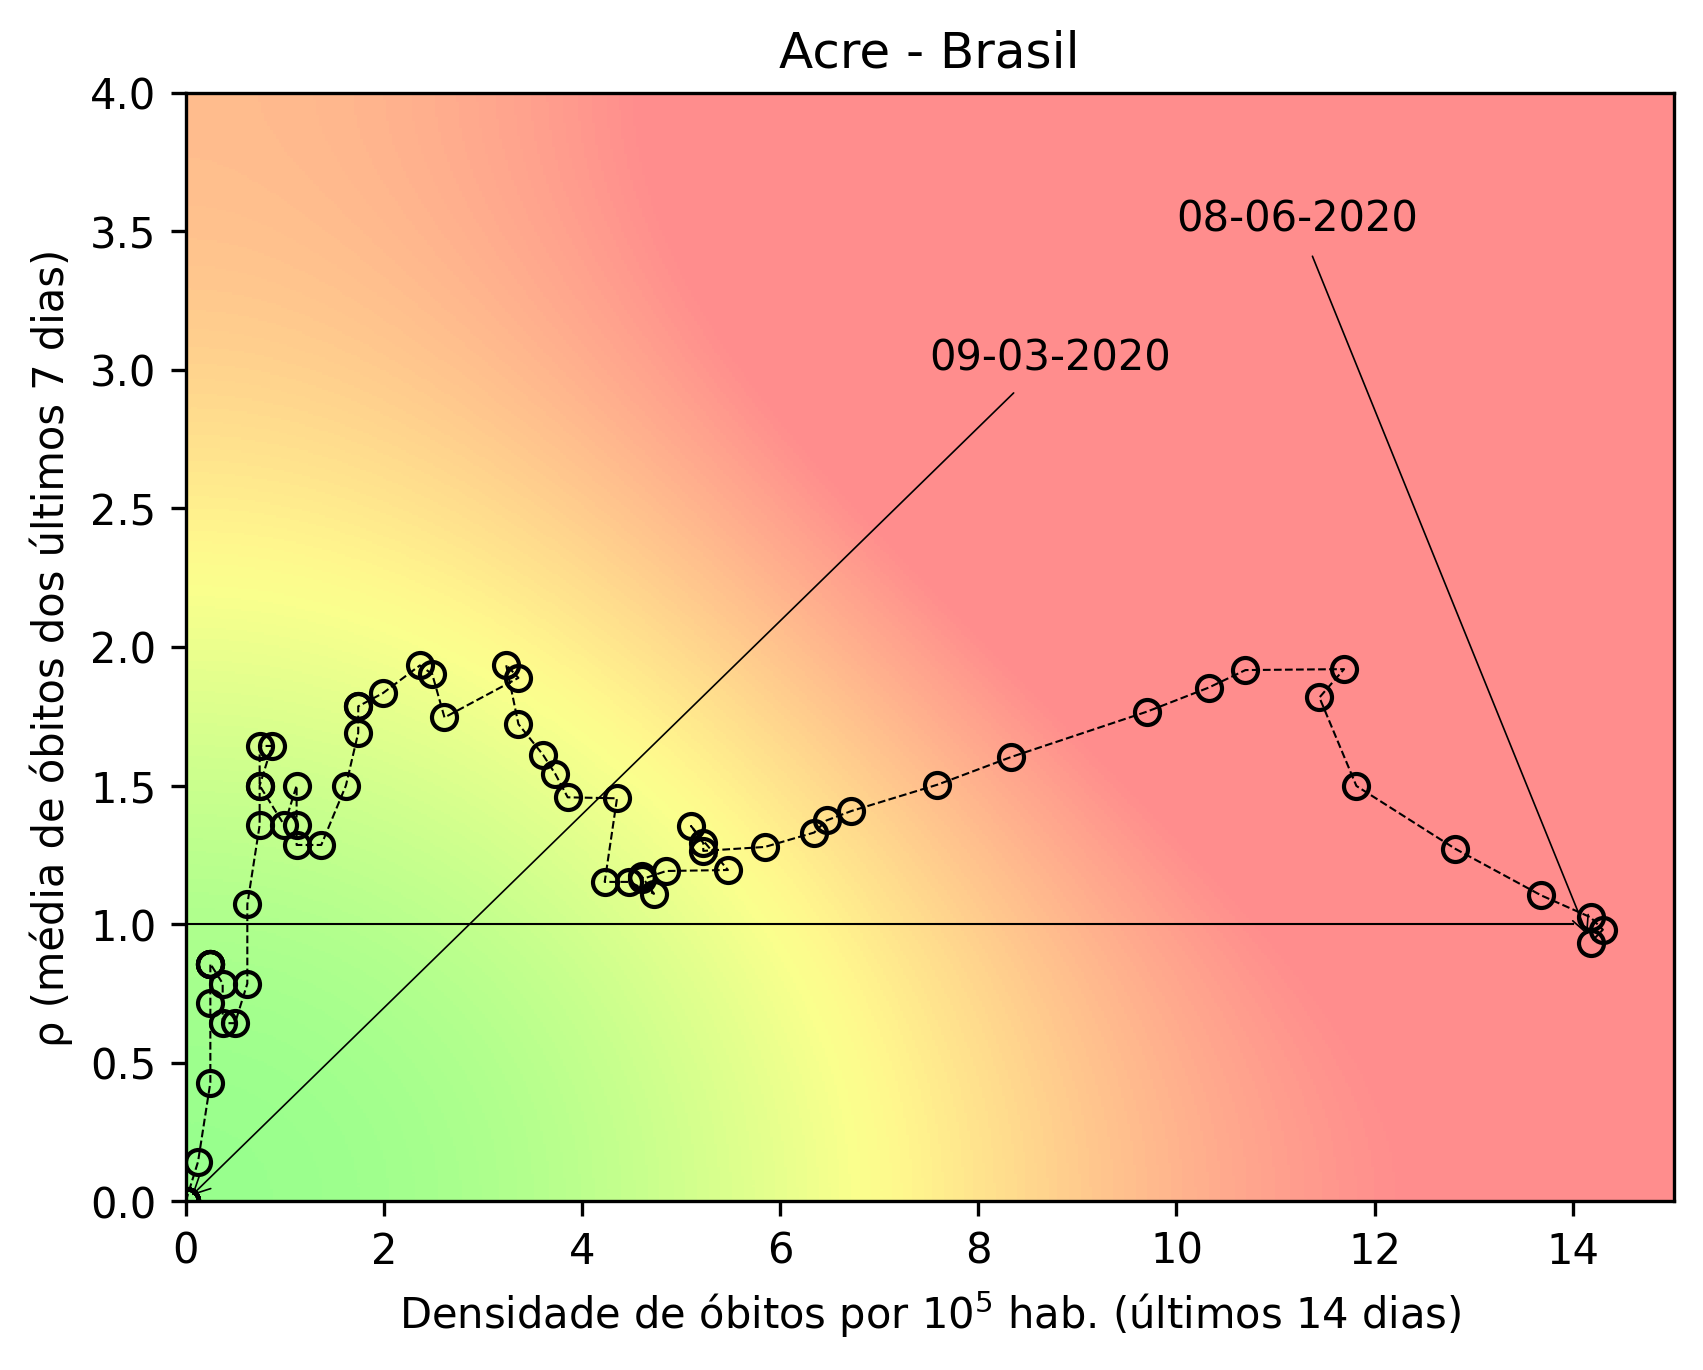 Acre - Brasil
4.0
3.5
3.0
2.5
2.0
1.5
1.0
0.5
0.0
ρ (média de óbitos dos últimos 7 dias)
08-06-2020
09-03-2020
0 2 4 6 8 10 12 14
Densidade de óbitos por 10⁵ hab. (últimos 14 dias)